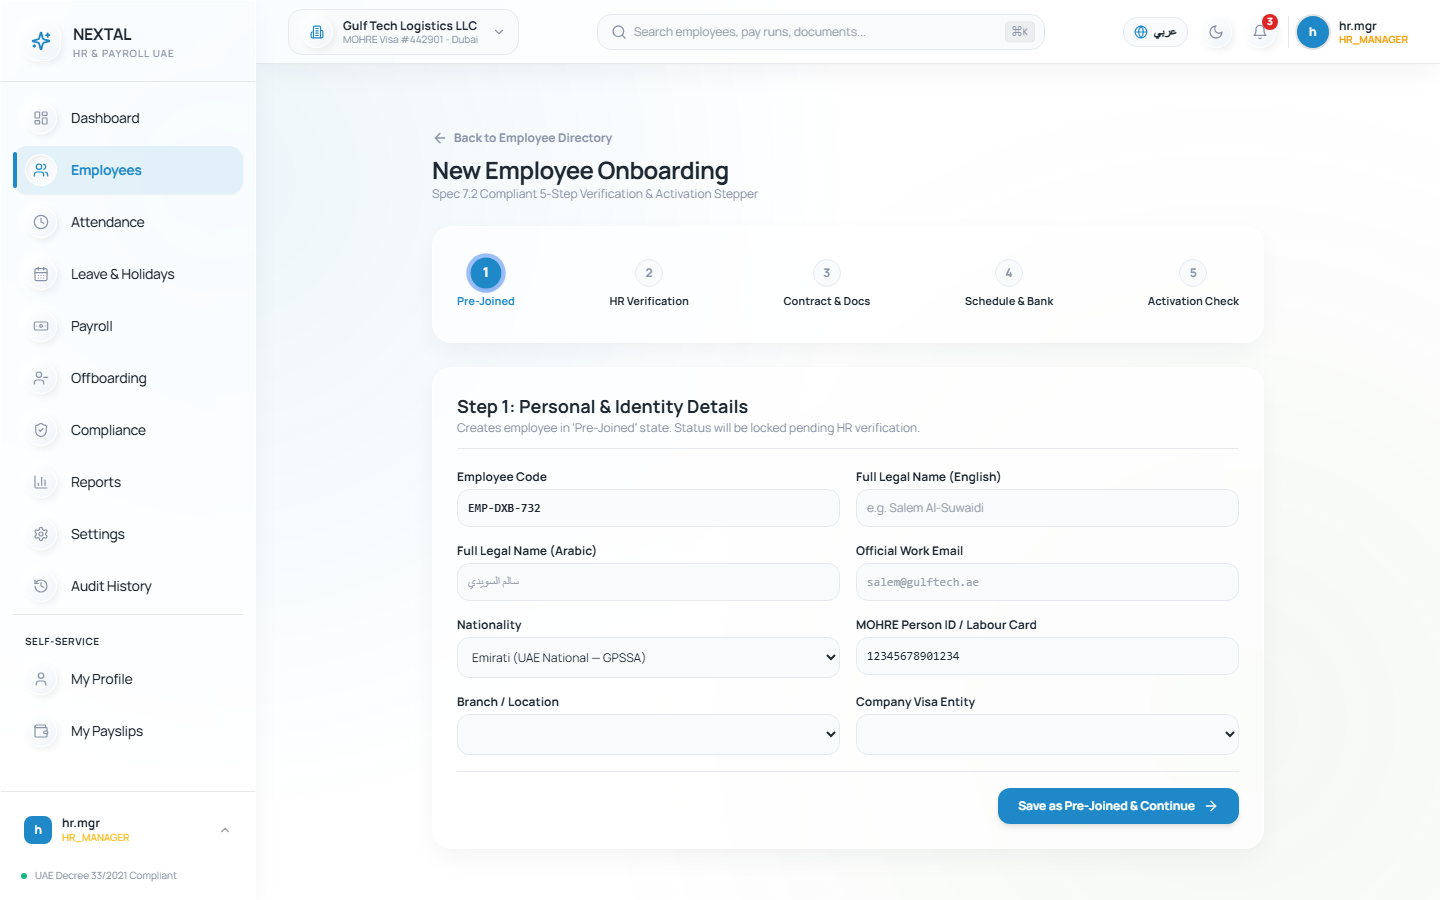 NEXTAL
HR & PAYROLL UAE
Gulf Tech Logistics LLC
MOHRE Visa #442901 - Dubai
Search employees, pay runs, documents...
⌘K
عربي
3
h
hr.mgr
HR_MANAGER
Dashboard
Employees
Attendance
Leave & Holidays
Payroll
Offboarding
Compliance
Reports
Settings
Audit History
SELF-SERVICE
My Profile
My Payslips
h
hr.mgr
HR_MANAGER
UAE Decree 33/2021 Compliant
Back to Employee Directory
New Employee Onboarding
Spec 7.2 Compliant 5-Step Verification & Activation Stepper
1
Pre-Joined
2
HR Verification
3
Contract & Docs
4
Schedule & Bank
5
Activation Check
Step 1: Personal & Identity Details
Creates employee in 'Pre-Joined' state. Status will be locked pending HR verification.
Employee Code
EMP-DXB-732
Full Legal Name (English)
e.g. Salem Al-Suwaidi
Full Legal Name (Arabic)
سالم السويدي
Official Work Email
salem@gulftech.ae
Nationality
Emirati (UAE National — GPSSA)
MOHRE Person ID / Labour Card
12345678901234
Branch / Location
Company Visa Entity
Save as Pre-Joined & Continue